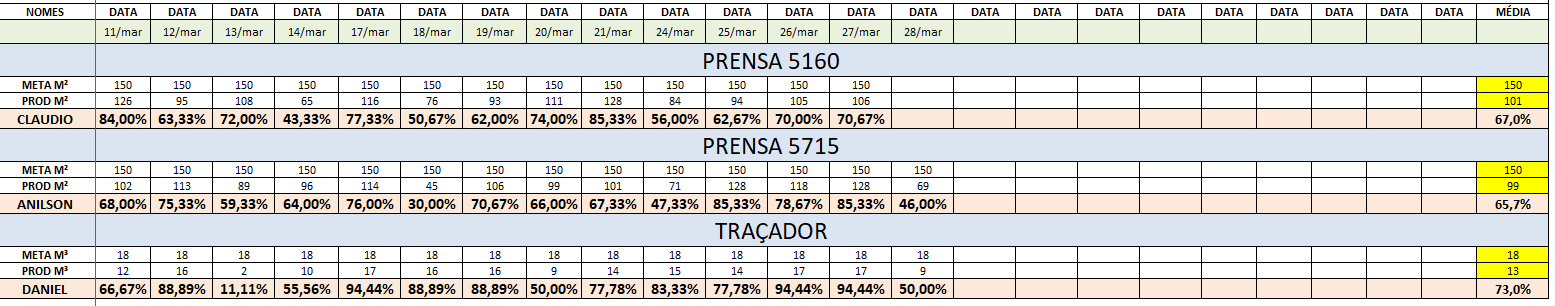 NOMES DATA DATA DATA DATA DATA DATA DATA DATA DATA DATA DATA DATA DATA DATA DATA DATA DATA DATA DATA DATA DATA DATA MÉDIA
11/mar 12/mar 13/mar 14/mar 17/mar 18/mar 19/mar 20/mar 21/mar 24/mar 25/mar 26/mar 27/mar 28/mar
PRENSA 5160
META M² 150 150 150 150 150 150 150 150 150 150 150 150 150 150
PROD M² 126 95 108 65 116 76 93 111 128 84 94 105 106 101
CLAUDIO 84,00% 63,33% 72,00% 43,33% 77,33% 50,67% 62,00% 74,00% 85,33% 56,00% 62,67% 70,00% 70,67% 67,0%
PRENSA 5715
META M² 150 150 150 150 150 150 150 150 150 150 150 150 150 150 150
PROD M² 102 113 89 96 114 45 106 99 101 71 128 118 128 69 99
ANILSON 68,00% 75,33% 59,33% 64,00% 76,00% 30,00% 70,67% 66,00% 67,33% 47,33% 85,33% 78,67% 85,33% 46,00% 65,7%
TRAÇADOR
META M³ 18 18 18 18 18 18 18 18 18 18 18 18 18 18 18
PROD M³ 12 16 2 10 17 16 16 9 14 15 14 17 17 9 13
DANIEL 66,67% 88,89% 11,11% 55,56% 94,44% 88,89% 88,89% 50,00% 77,78% 83,33% 77,78% 94,44% 94,44% 50,00% 73,0%